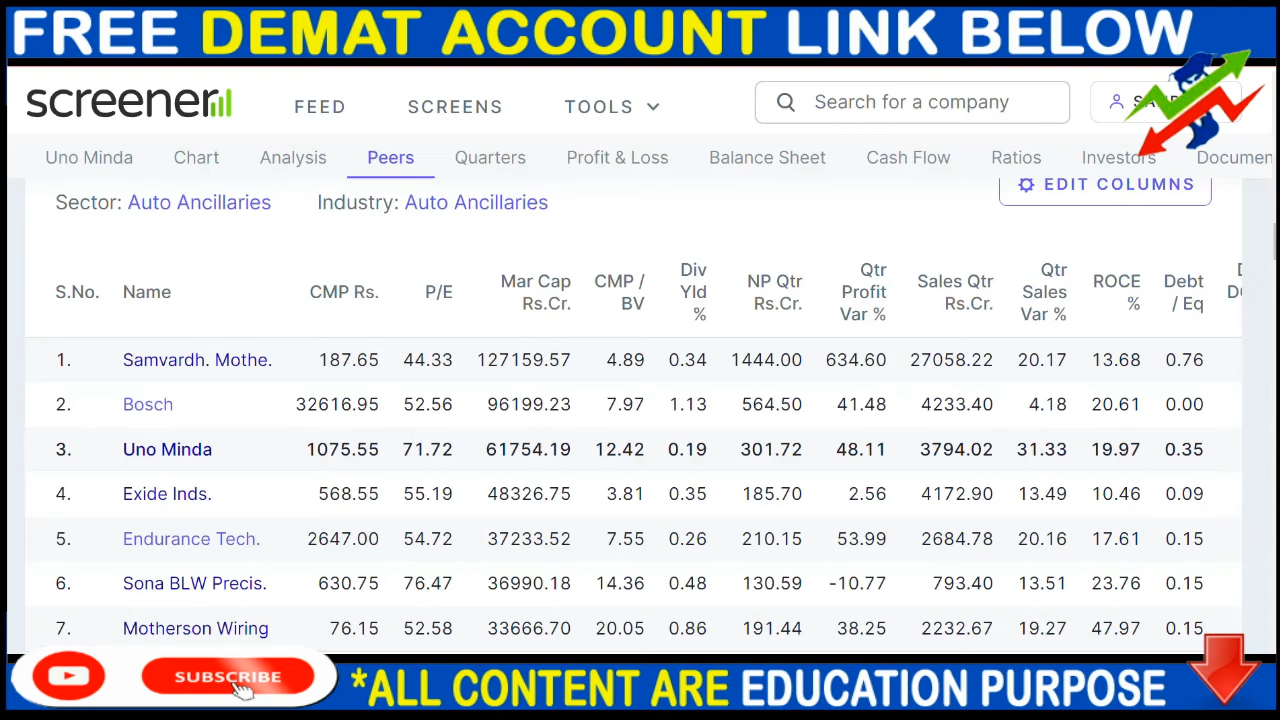 FREE DEMAT ACCOUNT LINK BELOW
screener
FEED SCREENS TOOLS Search for a company
Uno Minda Chart Analysis Peers Quarters Profit & Loss Balance Sheet Cash Flow Ratios Investors Documen
Sector: Auto Ancillaries Industry: Auto Ancillaries EDIT COLUMNS
S.No. Name CMP Rs. P/E Mar Cap Rs.Cr. CMP / BV Div Yld % NP Qtr Rs.Cr. Qtr Profit Var % Sales Qtr Rs.Cr. Qtr Sales Var % ROCE % Debt / Eq
1. Samvardh. Mothe. 187.65 44.33 127159.57 4.89 0.34 1444.00 634.60 27058.22 20.17 13.68 0.76
2. Bosch 32616.95 52.56 96199.23 7.97 1.13 564.50 41.48 4233.40 4.18 20.61 0.00
3. Uno Minda 1075.55 71.72 61754.19 12.42 0.19 301.72 48.11 3794.02 31.33 19.97 0.35
4. Exide Inds. 568.55 55.19 48326.75 3.81 0.35 185.70 2.56 4172.90 13.49 10.46 0.09
5. Endurance Tech. 2647.00 54.72 37233.52 7.55 0.26 210.15 53.99 2684.78 20.16 17.61 0.15
6. Sona BLW Precis. 630.75 76.47 36990.18 14.36 0.48 130.59 -10.77 793.40 13.51 23.76 0.15
7. Motherson Wiring 76.15 52.58 33666.70 20.05 0.86 191.44 38.25 2232.67 19.27 47.97 0.15
SUBSCRIBE
*ALL CONTENT ARE EDUCATION PURPOSE